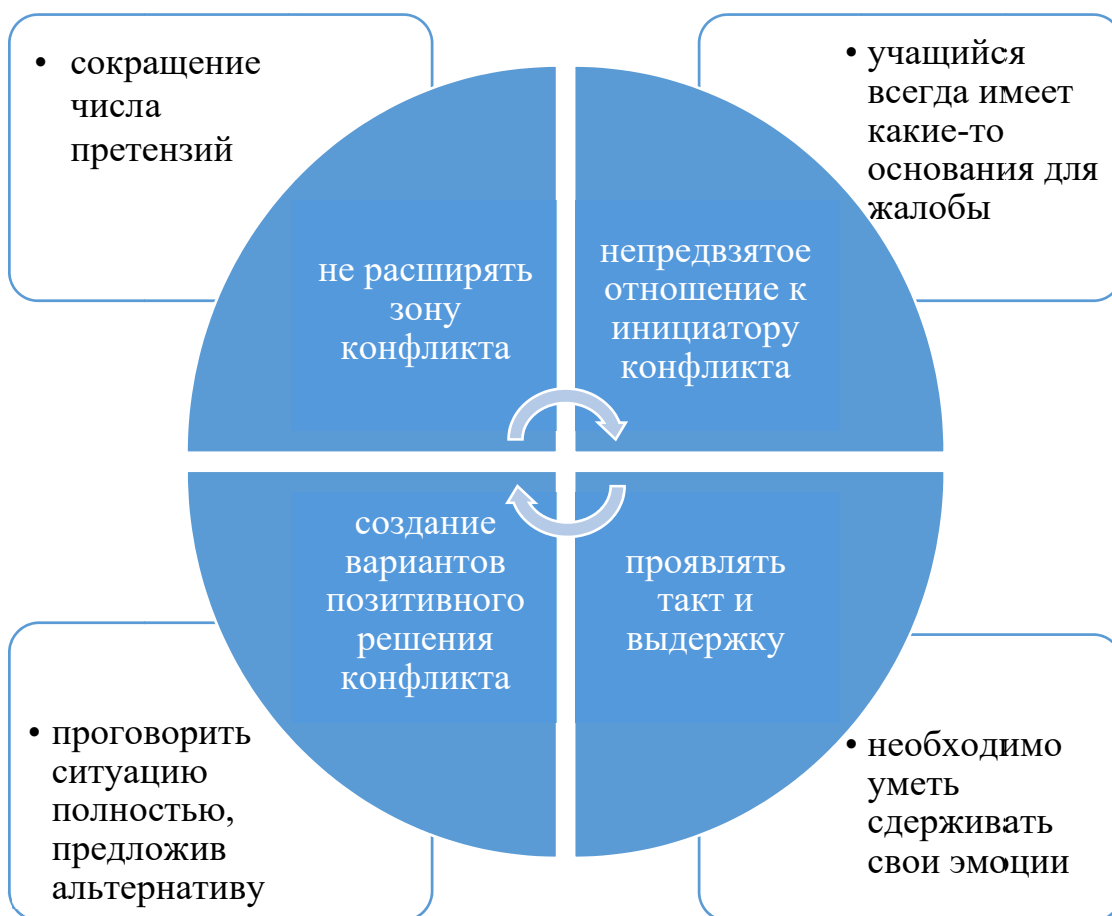 • сокращение
числа
претензий
• учащийся
всегда имеет
какие-то
основания для
жалобы
не расширять
зону
конфликта
непредвзятое
отношение к
инициатору
конфликта
создание
вариантов
позитивного
решения
конфликта
проявлять
такт и
выдержку
• проговорить
ситуацию
полностью,
предложив
альтернативу
• необходимо
уметь
сдерживать
свои эмоции